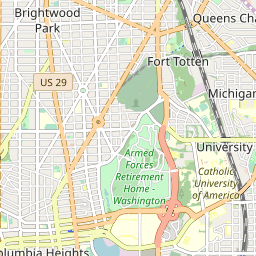 Brightwood
Park
Queens Cha
Fort Totten
US 29
Michigan
University
Armed
Forces
Retirement
Home -
Washington
Catholic
University
of America
olumbia Heights